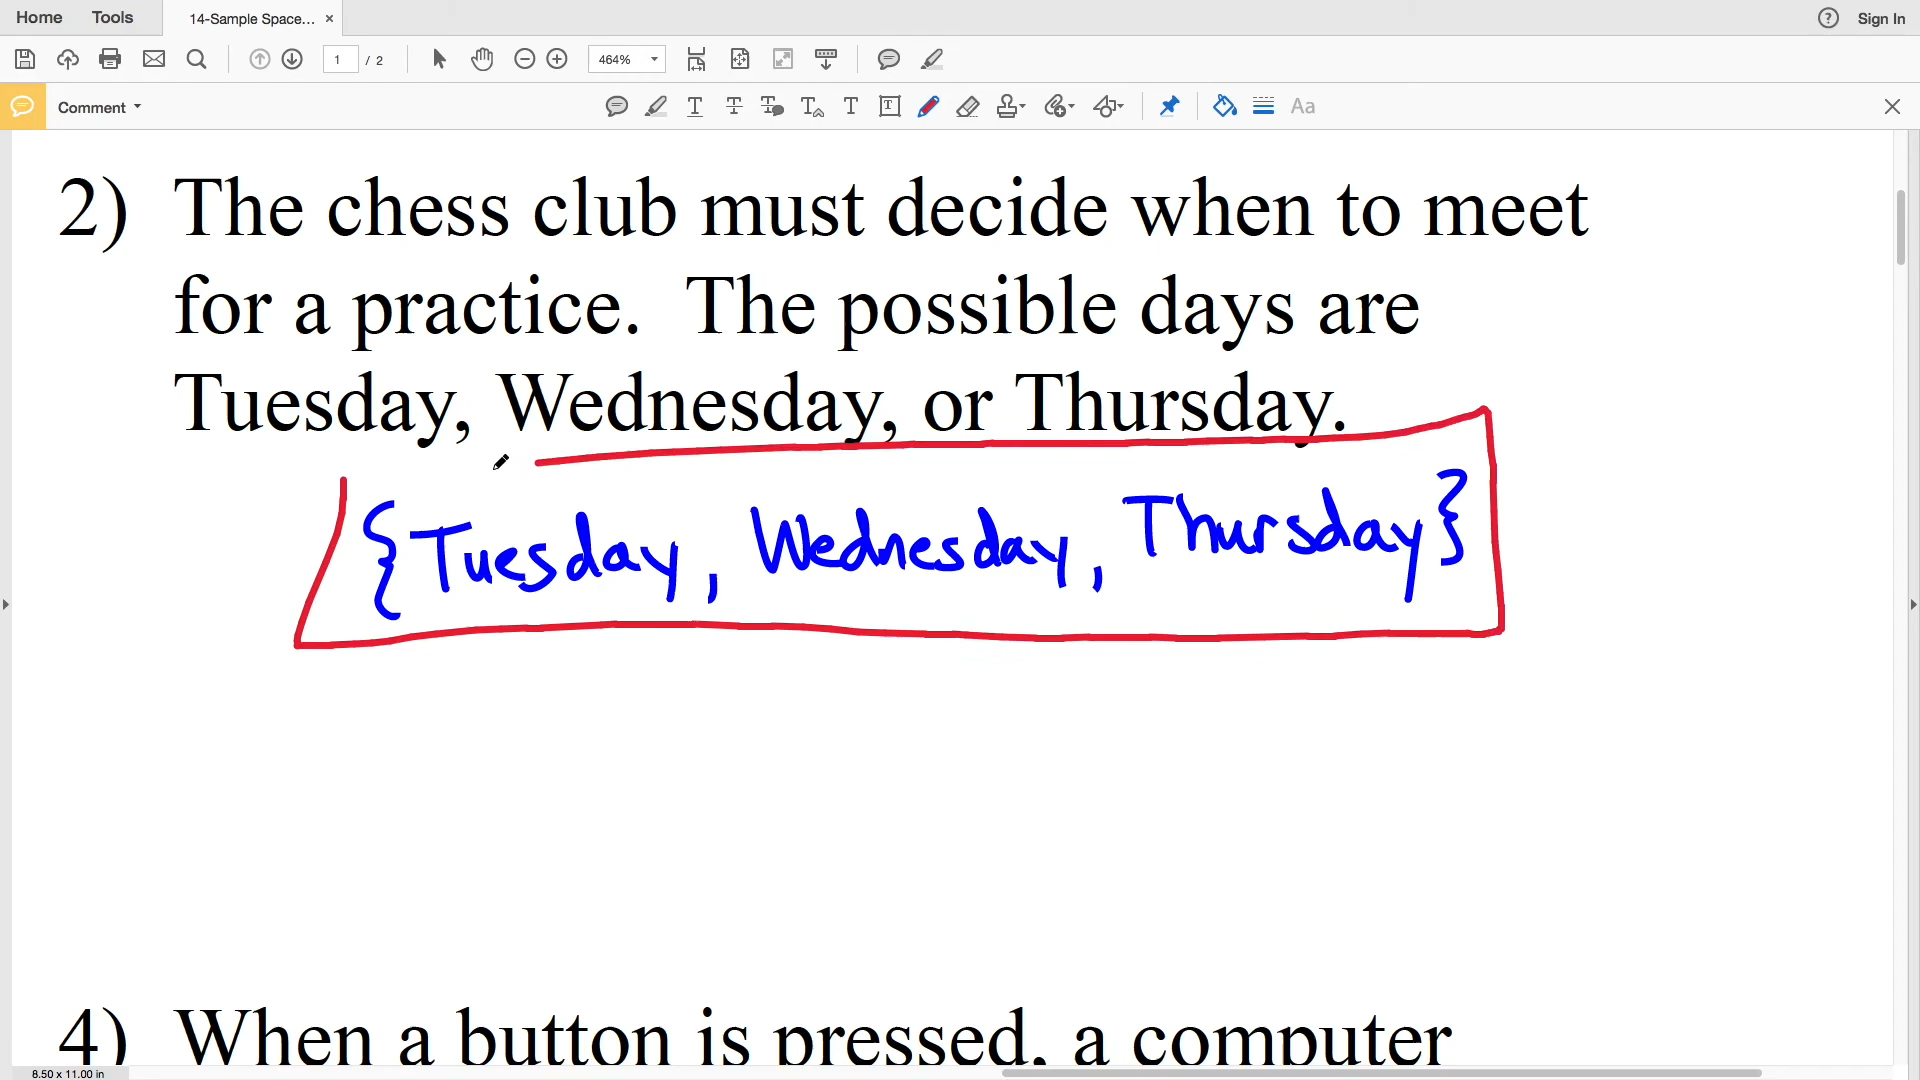 Home Tools 14-Sample Space... × ? Sign In
1 / 2 464%
Comment T T T T T T Aa
2) The chess club must decide when to meet
for a practice. The possible days are
Tuesday, Wednesday, or Thursday.
{Tuesday, Wednesday, Thursday}
4) When a button is pressed, a computer
8.50 x 11.00 in